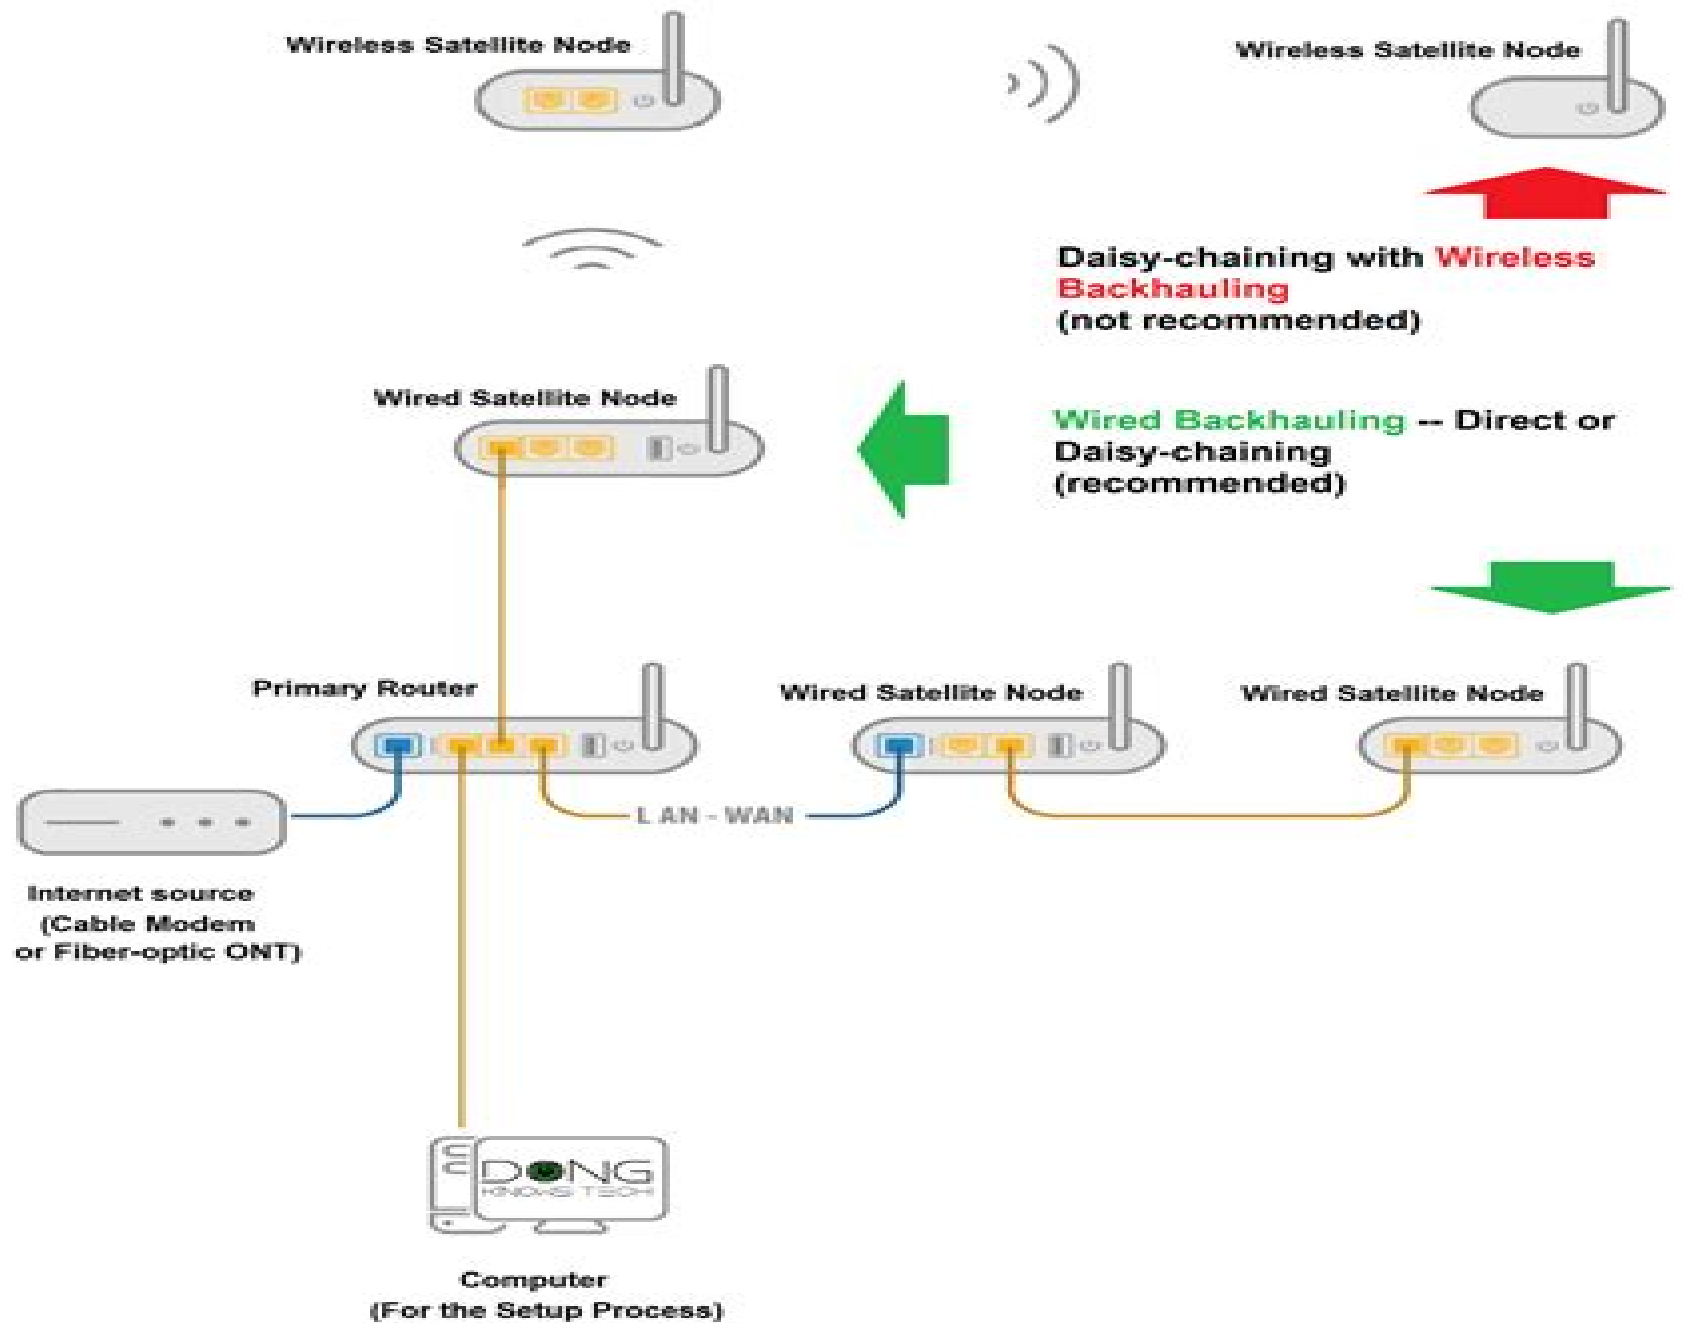 Wireless Satellite Node
Wireless Satellite Node
Daisy-chaining with Wireless
Backhauling
(not recommended)
Wired Satellite Node
Wired Backhauling -- Direct or
Daisy-chaining
(recommended)
Primary Router
Wired Satellite Node
Wired Satellite Node
LAN - WAN
Internet source
(Cable Modem
or Fiber-optic ONT)
DONG
KNOWS TECH
Computer
(For the Setup Process)